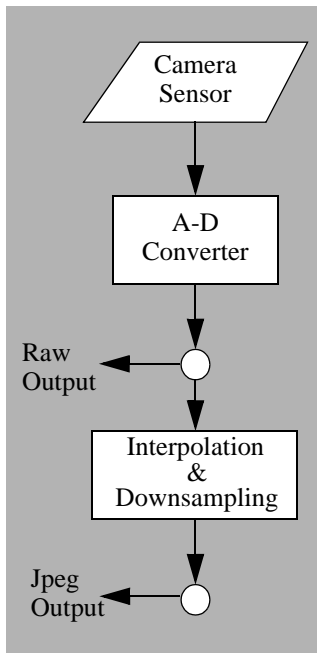 Camera
Sensor
A-D
Converter
Raw
Output
Interpolation
&
Downsampling
Jpeg
Output